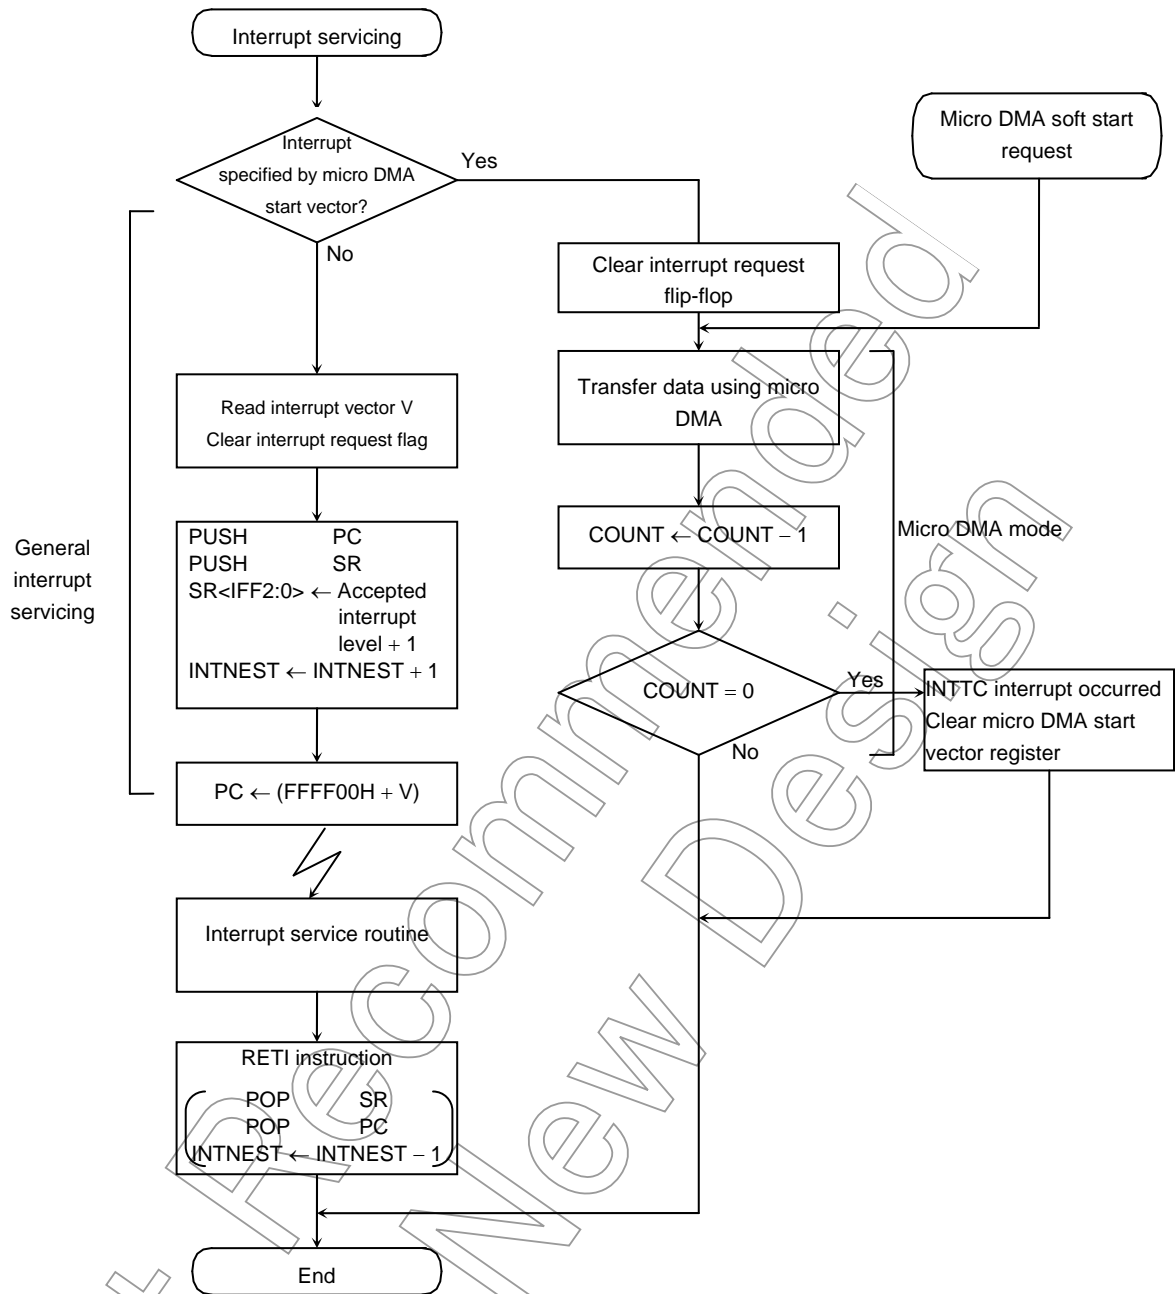 Interrupt servicing
Interrupt
specified by micro DMA
start vector?
Yes
No
Micro DMA soft start
request
Clear interrupt request
flip-flop
Transfer data using micro
DMA
COUNT ← COUNT − 1
Micro DMA mode
COUNT = 0
Yes
No
INTTC interrupt occurred
Clear micro DMA start
vector register
General
interrupt
servicing
Read interrupt vector V
Clear interrupt request flag
PUSH PC
PUSH SR
SR<IFF2:0> ← Accepted
interrupt
level + 1
INTNEST ← INTNEST + 1
PC ← (FFFF00H + V)
Interrupt service routine
RETI instruction
POP SR
POP PC
INTNEST ← INTNEST − 1
End
t Recommended
New Design